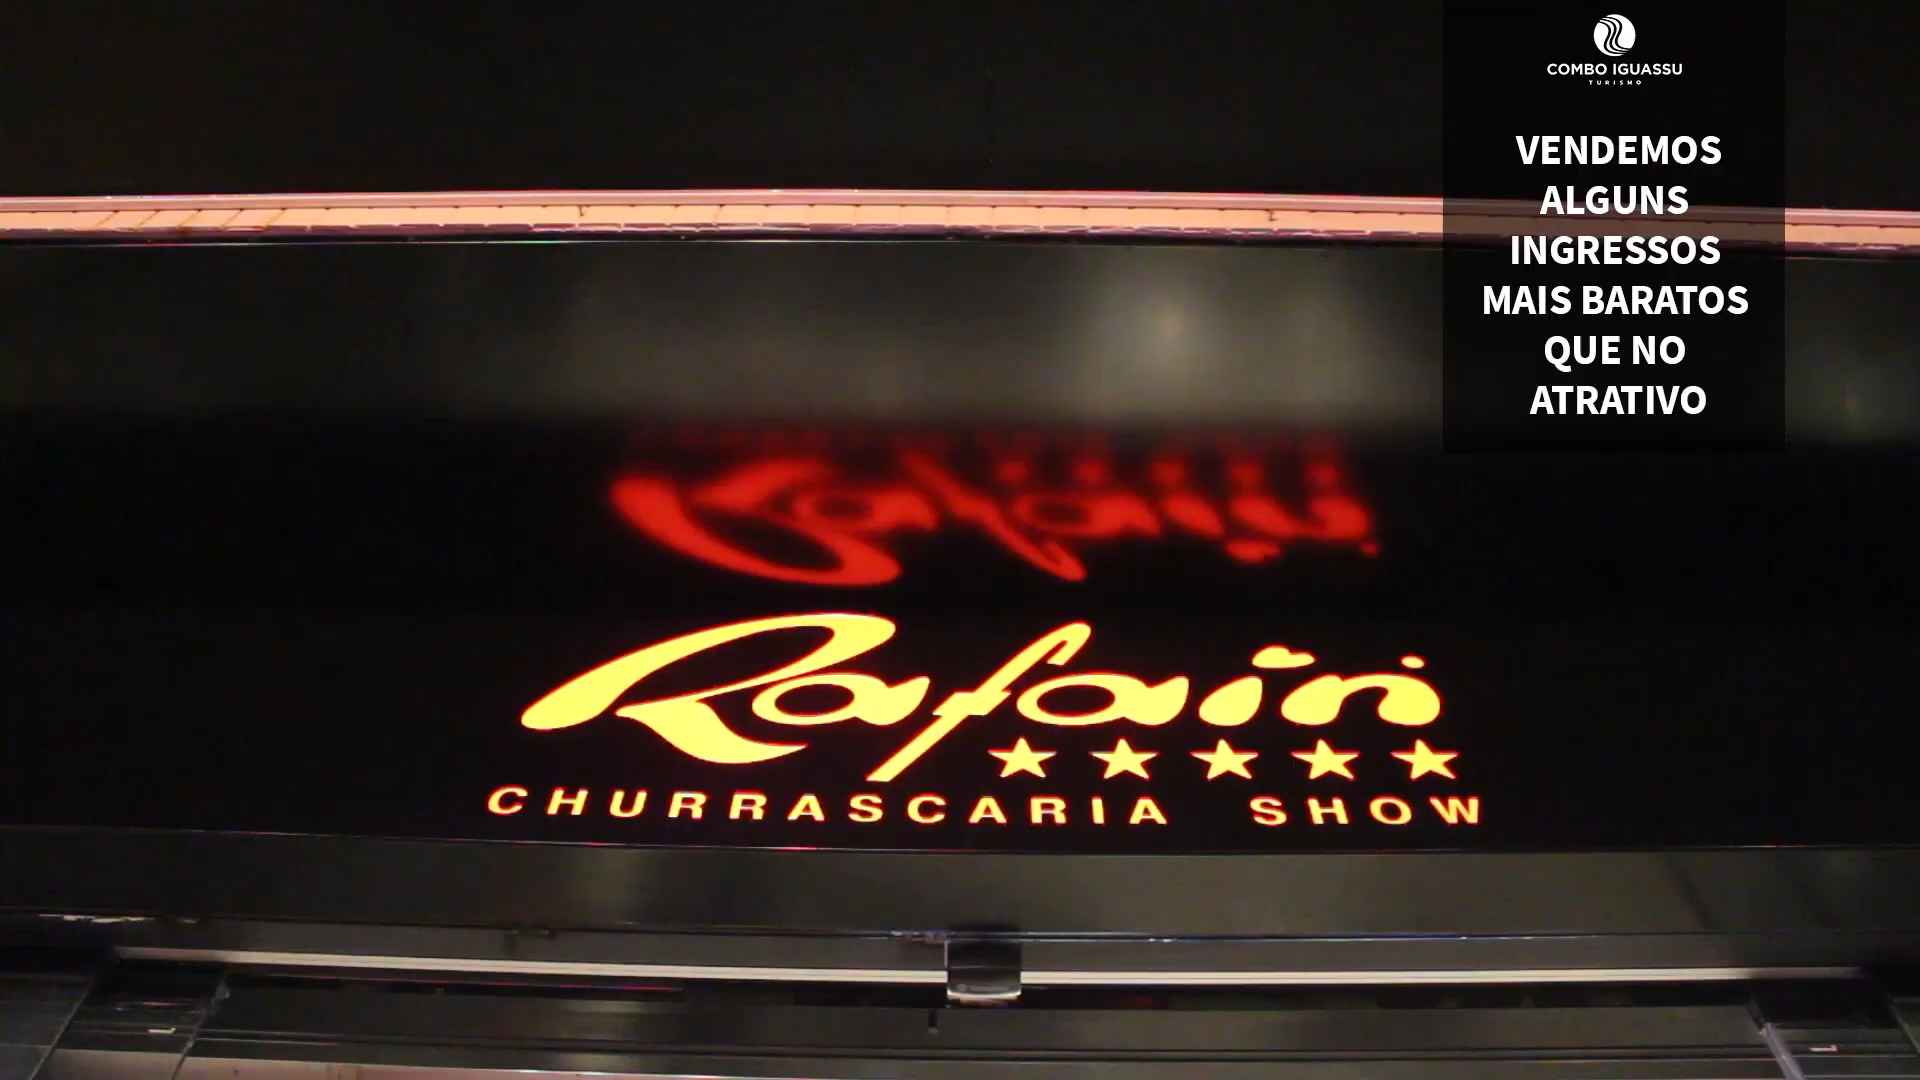 COMBO IGUASSU
TURISMO
VENDEMOS
ALGUNS
INGRESSOS
MAIS BARATOS
QUE NO
ATRATIVO
Rafain
CHURRASCARIA SHOW